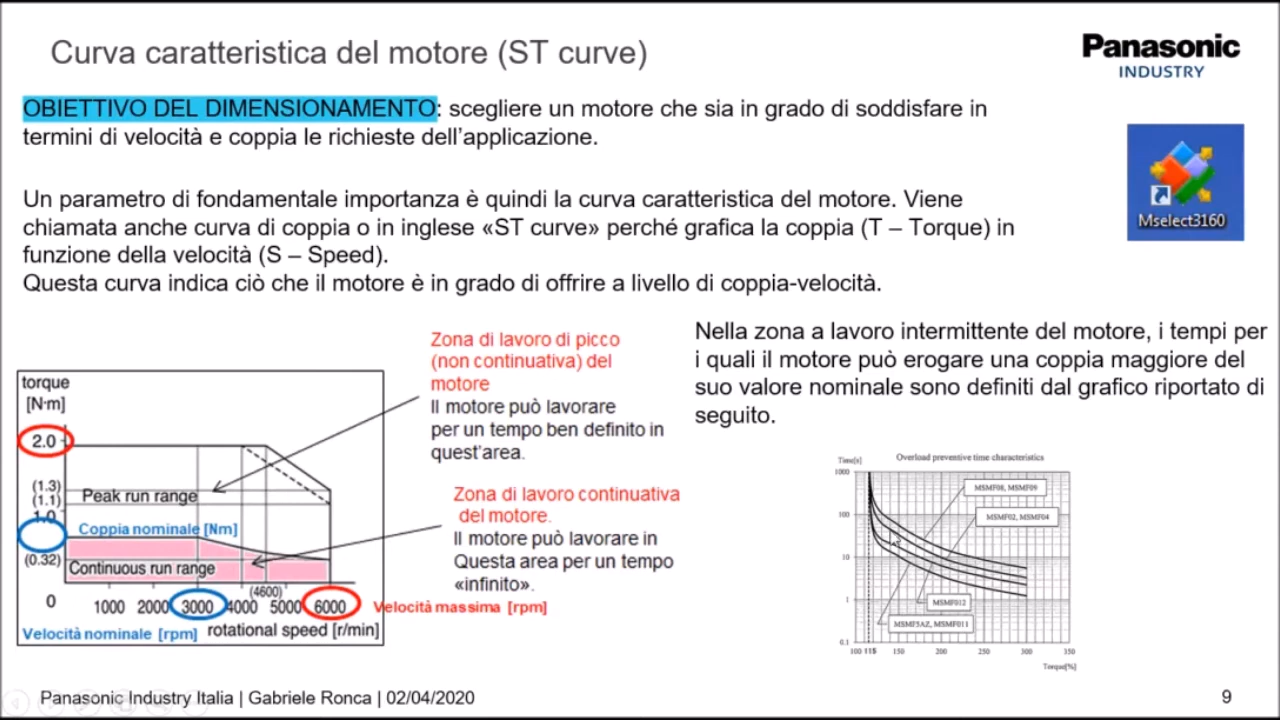 Curva caratteristica del motore (ST curve)
Panasonic
INDUSTRY
OBIETTIVO DEL DIMENSIONAMENTO: scegliere un motore che sia in grado di soddisfare in
termini di velocità e coppia le richieste dell'applicazione.
Mselect3160
Un parametro di fondamentale importanza è quindi la curva caratteristica del motore. Viene
chiamata anche curva di coppia o in inglese «ST curve» perché grafica la coppia (T – Torque) in
funzione della velocità (S – Speed).
Questa curva indica ciò che il motore è in grado di offrire a livello di coppia-velocità.
torque
[N·m]
2.0
(1.3)
(1.1)
1.0
(0.32)
0
Peak run range
Coppia nominale [Nm]
Continuous run range
(4600)
1000 2000 3000 4000 5000 6000
Velocità massima [rpm]
Velocità nominale [rpm]
rotational speed [r/min]
Zona di lavoro di picco
(non continuativa) del
motore
Il motore può lavorare
per un tempo ben definito in
quest'area.
Zona di lavoro continuativa
del motore.
Il motore può lavorare in
Questa area per un tempo
«infinito».
Nella zona a lavoro intermittente del motore, i tempi per
i quali il motore può erogare una coppia maggiore del
suo valore nominale sono definiti dal grafico riportato di
seguito.
Time[s]
Overload preventive time characteristics
1000
100
10
1
0.1
MSMF08, MSMF09
MSMF02, MSMF04
MSMF012
MSMF5AZ, MSMF011
100 115 150 200 250 300 350
Torque[%]
Panasonic Industry Italia | Gabriele Ronca | 02/04/2020
9